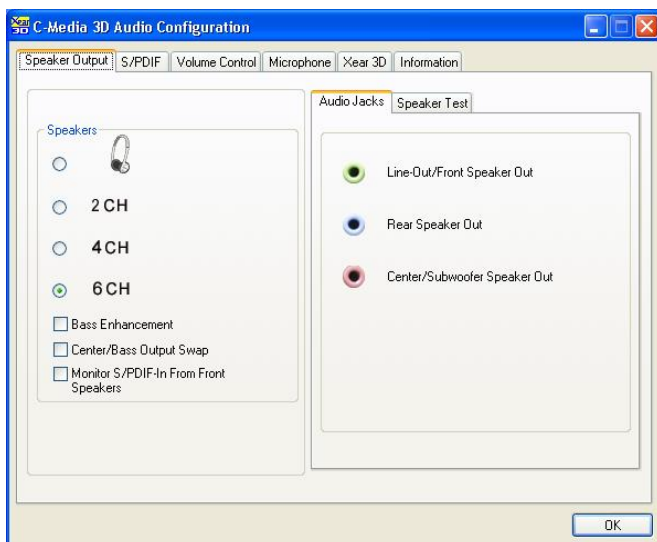 Xear 3D
C-Media 3D Audio Configuration
Speaker Output
S/PDIF
Volume Control
Microphone
Xear 3D
Information
Speakers
2 CH
4 CH
6 CH
Bass Enhancement
Center/Bass Output Swap
Monitor S/PDIF-In From Front
Speakers
Audio Jacks
Speaker Test
Line-Out/Front Speaker Out
Rear Speaker Out
Center/Subwoofer Speaker Out
OK